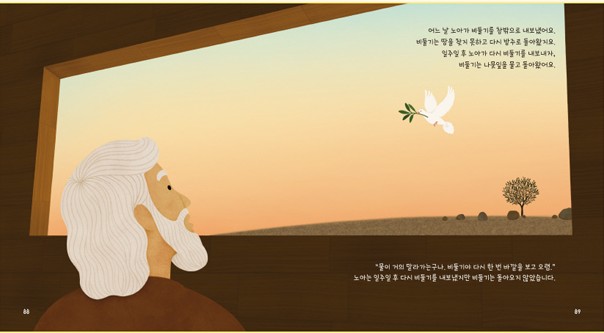 어느 날 노아가 비둘기를 창밖으로 내보냈어요.
비둘기는 땅을 찾지 못하고 다시 방주로 돌아왔지요.
일주일 후 노아가 다시 비둘기를 내보내자,
비둘기는 나뭇잎을 물고 돌아왔어요.
"물이 거의 말라가는구나. 비둘기야 다시 한 번 바깥을 보고 오렴."
노아는 일주일 후 다시 비둘기를 내보냈지만 비둘기는 돌아오지 않았습니다.
88
89